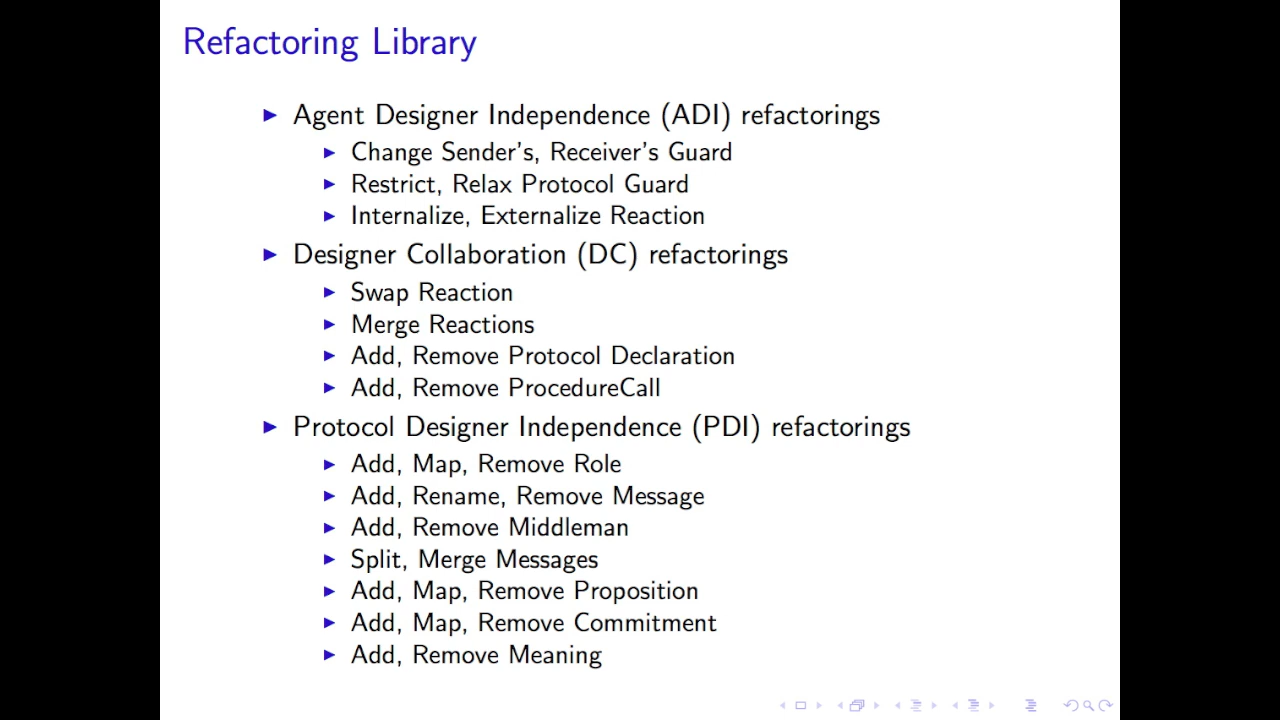 Refactoring Library
Agent Designer Independence (ADI) refactorings
Change Sender's, Receiver's Guard
Restrict, Relax Protocol Guard
Internalize, Externalize Reaction
Designer Collaboration (DC) refactorings
Swap Reaction
Merge Reactions
Add, Remove Protocol Declaration
Add, Remove ProcedureCall
Protocol Designer Independence (PDI) refactorings
Add, Map, Remove Role
Add, Rename, Remove Message
Add, Remove Middleman
Split, Merge Messages
Add, Map, Remove Proposition
Add, Map, Remove Commitment
Add, Remove Meaning